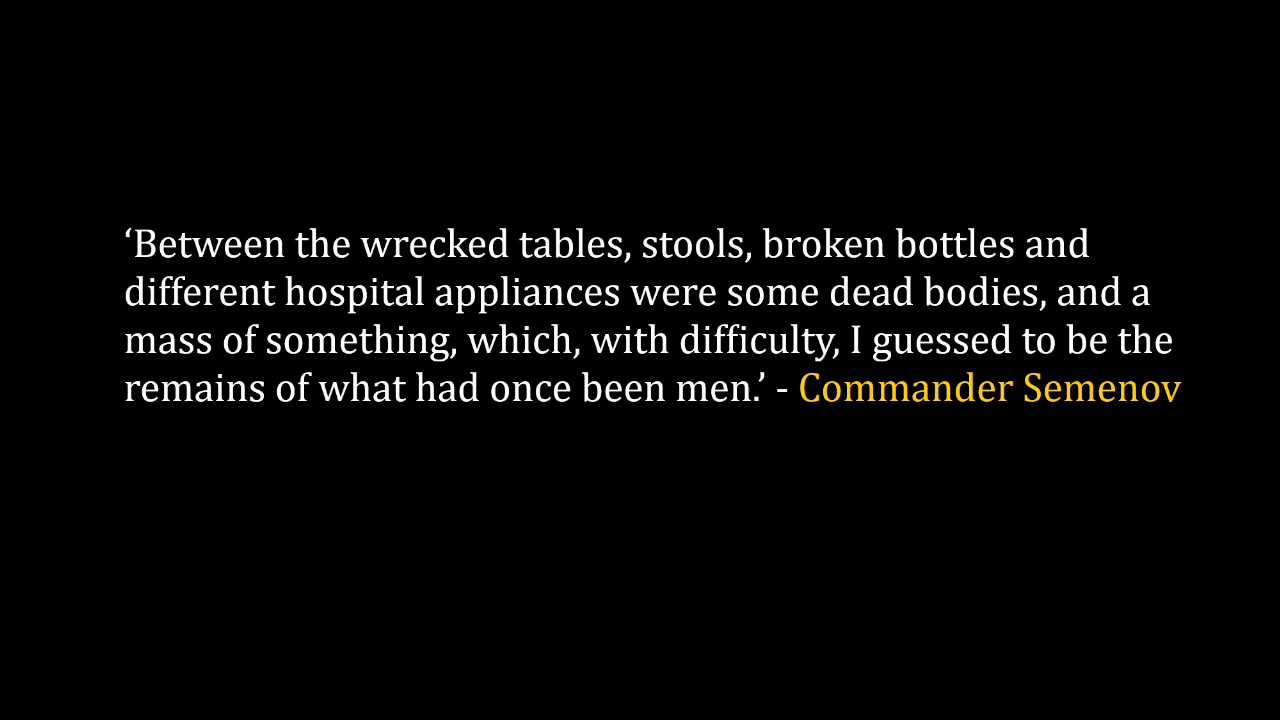 ‘Between the wrecked tables, stools, broken bottles and
different hospital appliances were some dead bodies, and a
mass of something, which, with difficulty, I guessed to be the
remains of what had once been men.’ - Commander Semenov